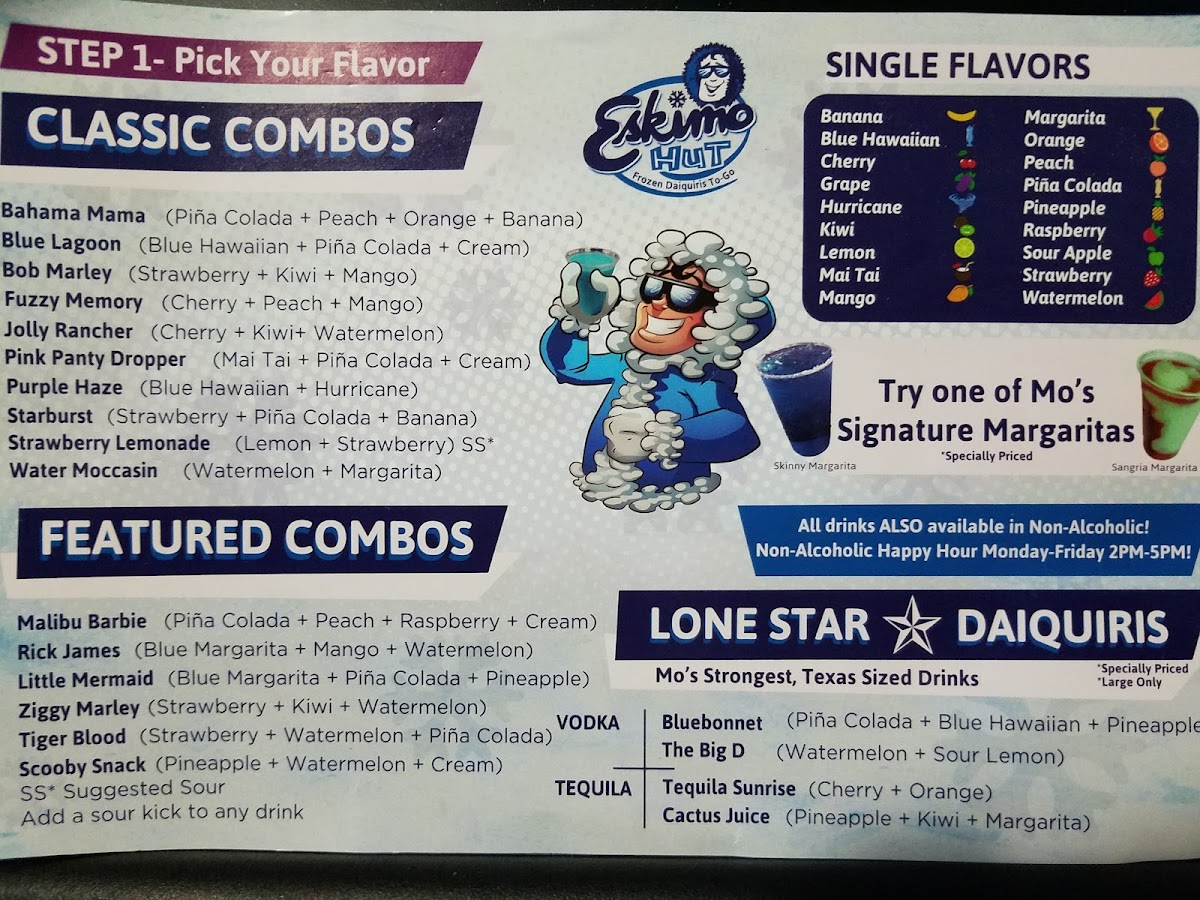 STEP 1- Pick Your Flavor
CLASSIC COMBOS
Bahama Mama (Piña Colada + Peach + Orange + Banana)
Blue Lagoon (Blue Hawaiian + Piña Colada + Cream)
Bob Marley (Strawberry + Kiwi + Mango)
Fuzzy Memory (Cherry + Peach + Mango)
Jolly Rancher (Cherry + Kiwi+ Watermelon)
Pink Panty Dropper (Mai Tai + Piña Colada + Cream)
Purple Haze (Blue Hawaiian + Hurricane)
Starburst (Strawberry + Piña Colada + Banana)
Strawberry Lemonade (Lemon + Strawberry) SS*
Water Moccasin (Watermelon + Margarita)
FEATURED COMBOS
Malibu Barbie (Piña Colada + Peach + Raspberry + Cream)
Rick James (Blue Margarita + Mango + Watermelon)
Little Mermaid (Blue Margarita + Piña Colada + Pineapple)
Ziggy Marley (Strawberry + Kiwi + Watermelon)
Tiger Blood (Strawberry + Watermelon + Piña Colada)
Scooby Snack (Pineapple + Watermelon + Cream)
SS* Suggested Sour
Add a sour kick to any drink
Eskimo
HUT
Frozen Daiquiris To-Go
SINGLE FLAVORS
Banana
Blue Hawaiian
Cherry
Grape
Hurricane
Kiwi
Lemon
Mai Tai
Mango
Margarita
Orange
Peach
Piña Colada
Pineapple
Raspberry
Sour Apple
Strawberry
Watermelon
Try one of Mo's
Signature Margaritas
*Specially Priced
Skinny Margarita
Sangria Margarita
All drinks ALSO available in Non-Alcoholic!
Non-Alcoholic Happy Hour Monday-Friday 2PM-5PM!
LONE STAR DAIQUIRIS
Mo's Strongest, Texas Sized Drinks
*Specially Priced
*Large Only
VODKA
Bluebonnet (Piña Colada + Blue Hawaiian + Pineapple
The Big D (Watermelon + Sour Lemon)
TEQUILA
Tequila Sunrise (Cherry + Orange)
Cactus Juice (Pineapple + Kiwi + Margarita)